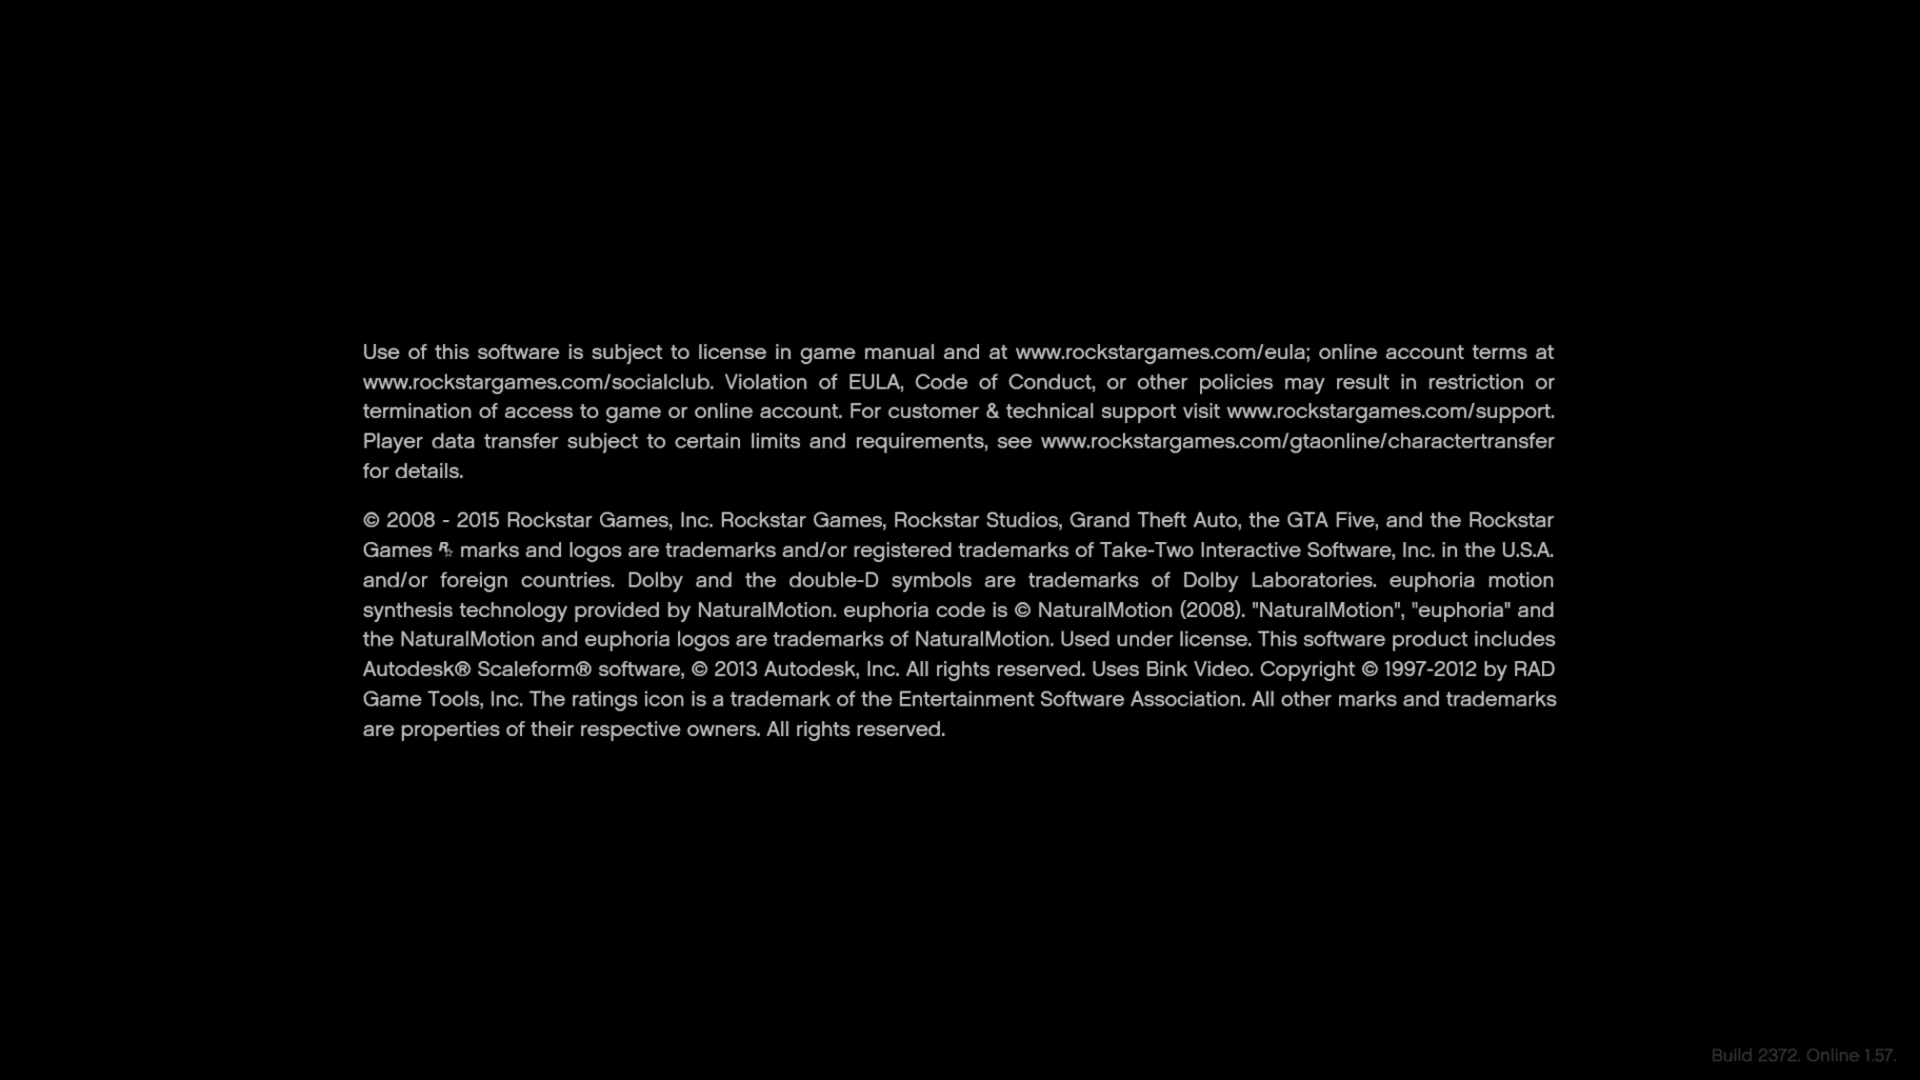 Use of this software is subject to license in game manual and at www.rockstargames.com/eula; online account terms at
www.rockstargames.com/socialclub. Violation of EULA, Code of Conduct, or other policies may result in restriction or
termination of access to game or online account. For customer & technical support visit www.rockstargames.com/support.
Player data transfer subject to certain limits and requirements, see www.rockstargames.com/gtaonline/charactertransfer
for details.
© 2008 - 2015 Rockstar Games, Inc. Rockstar Games, Rockstar Studios, Grand Theft Auto, the GTA Five, and the Rockstar
Games R* marks and logos are trademarks and/or registered trademarks of Take-Two Interactive Software, Inc. in the U.S.A.
and/or foreign countries. Dolby and the double-D symbols are trademarks of Dolby Laboratories. euphoria motion
synthesis technology provided by NaturalMotion. euphoria code is © NaturalMotion (2008). "NaturalMotion", "euphoria" and
the NaturalMotion and euphoria logos are trademarks of NaturalMotion. Used under license. This software product includes
Autodesk® Scaleform® software, © 2013 Autodesk, Inc. All rights reserved. Uses Bink Video. Copyright © 1997-2012 by RAD
Game Tools, Inc. The ratings icon is a trademark of the Entertainment Software Association. All other marks and trademarks
are properties of their respective owners. All rights reserved.
Build 2372. Online 1.57.